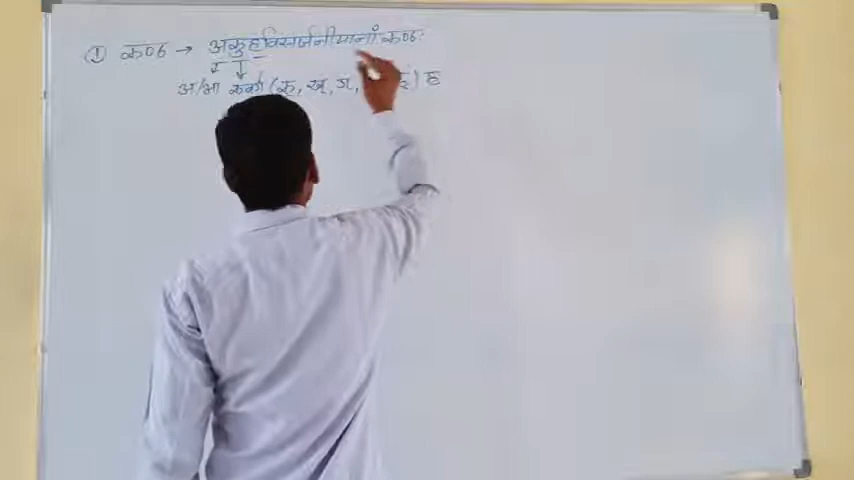 ① कण्ठ → अकुहविसर्जनीयानां कण्ठः
अ/आ कवर्ग (क, ख्, ग्, ) ह